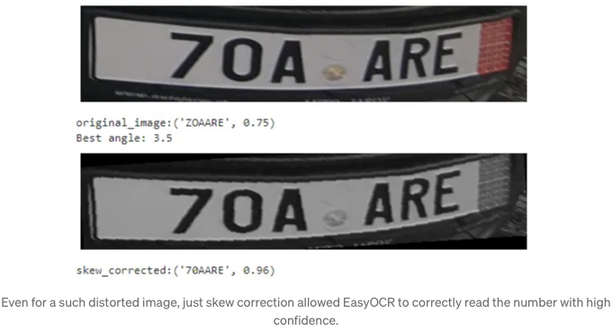 70A ARE
original_image:('ZOAARE', 0.75)
Best angle: 3.5
70A ARE
skew_corrected:('70AARE', 0.96)
Even for a such distorted image, just skew correction allowed EasyOCR to correctly read the number with high
confidence.